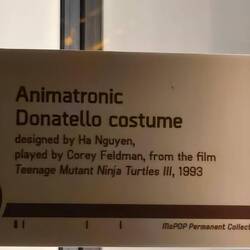 Animatronic
Donatello costume
designed by Ha Nguyen,
played by Corey Feldman, from the film
Teenage Mutant Ninja Turtles III, 1993
MoPOP Permanent Collec